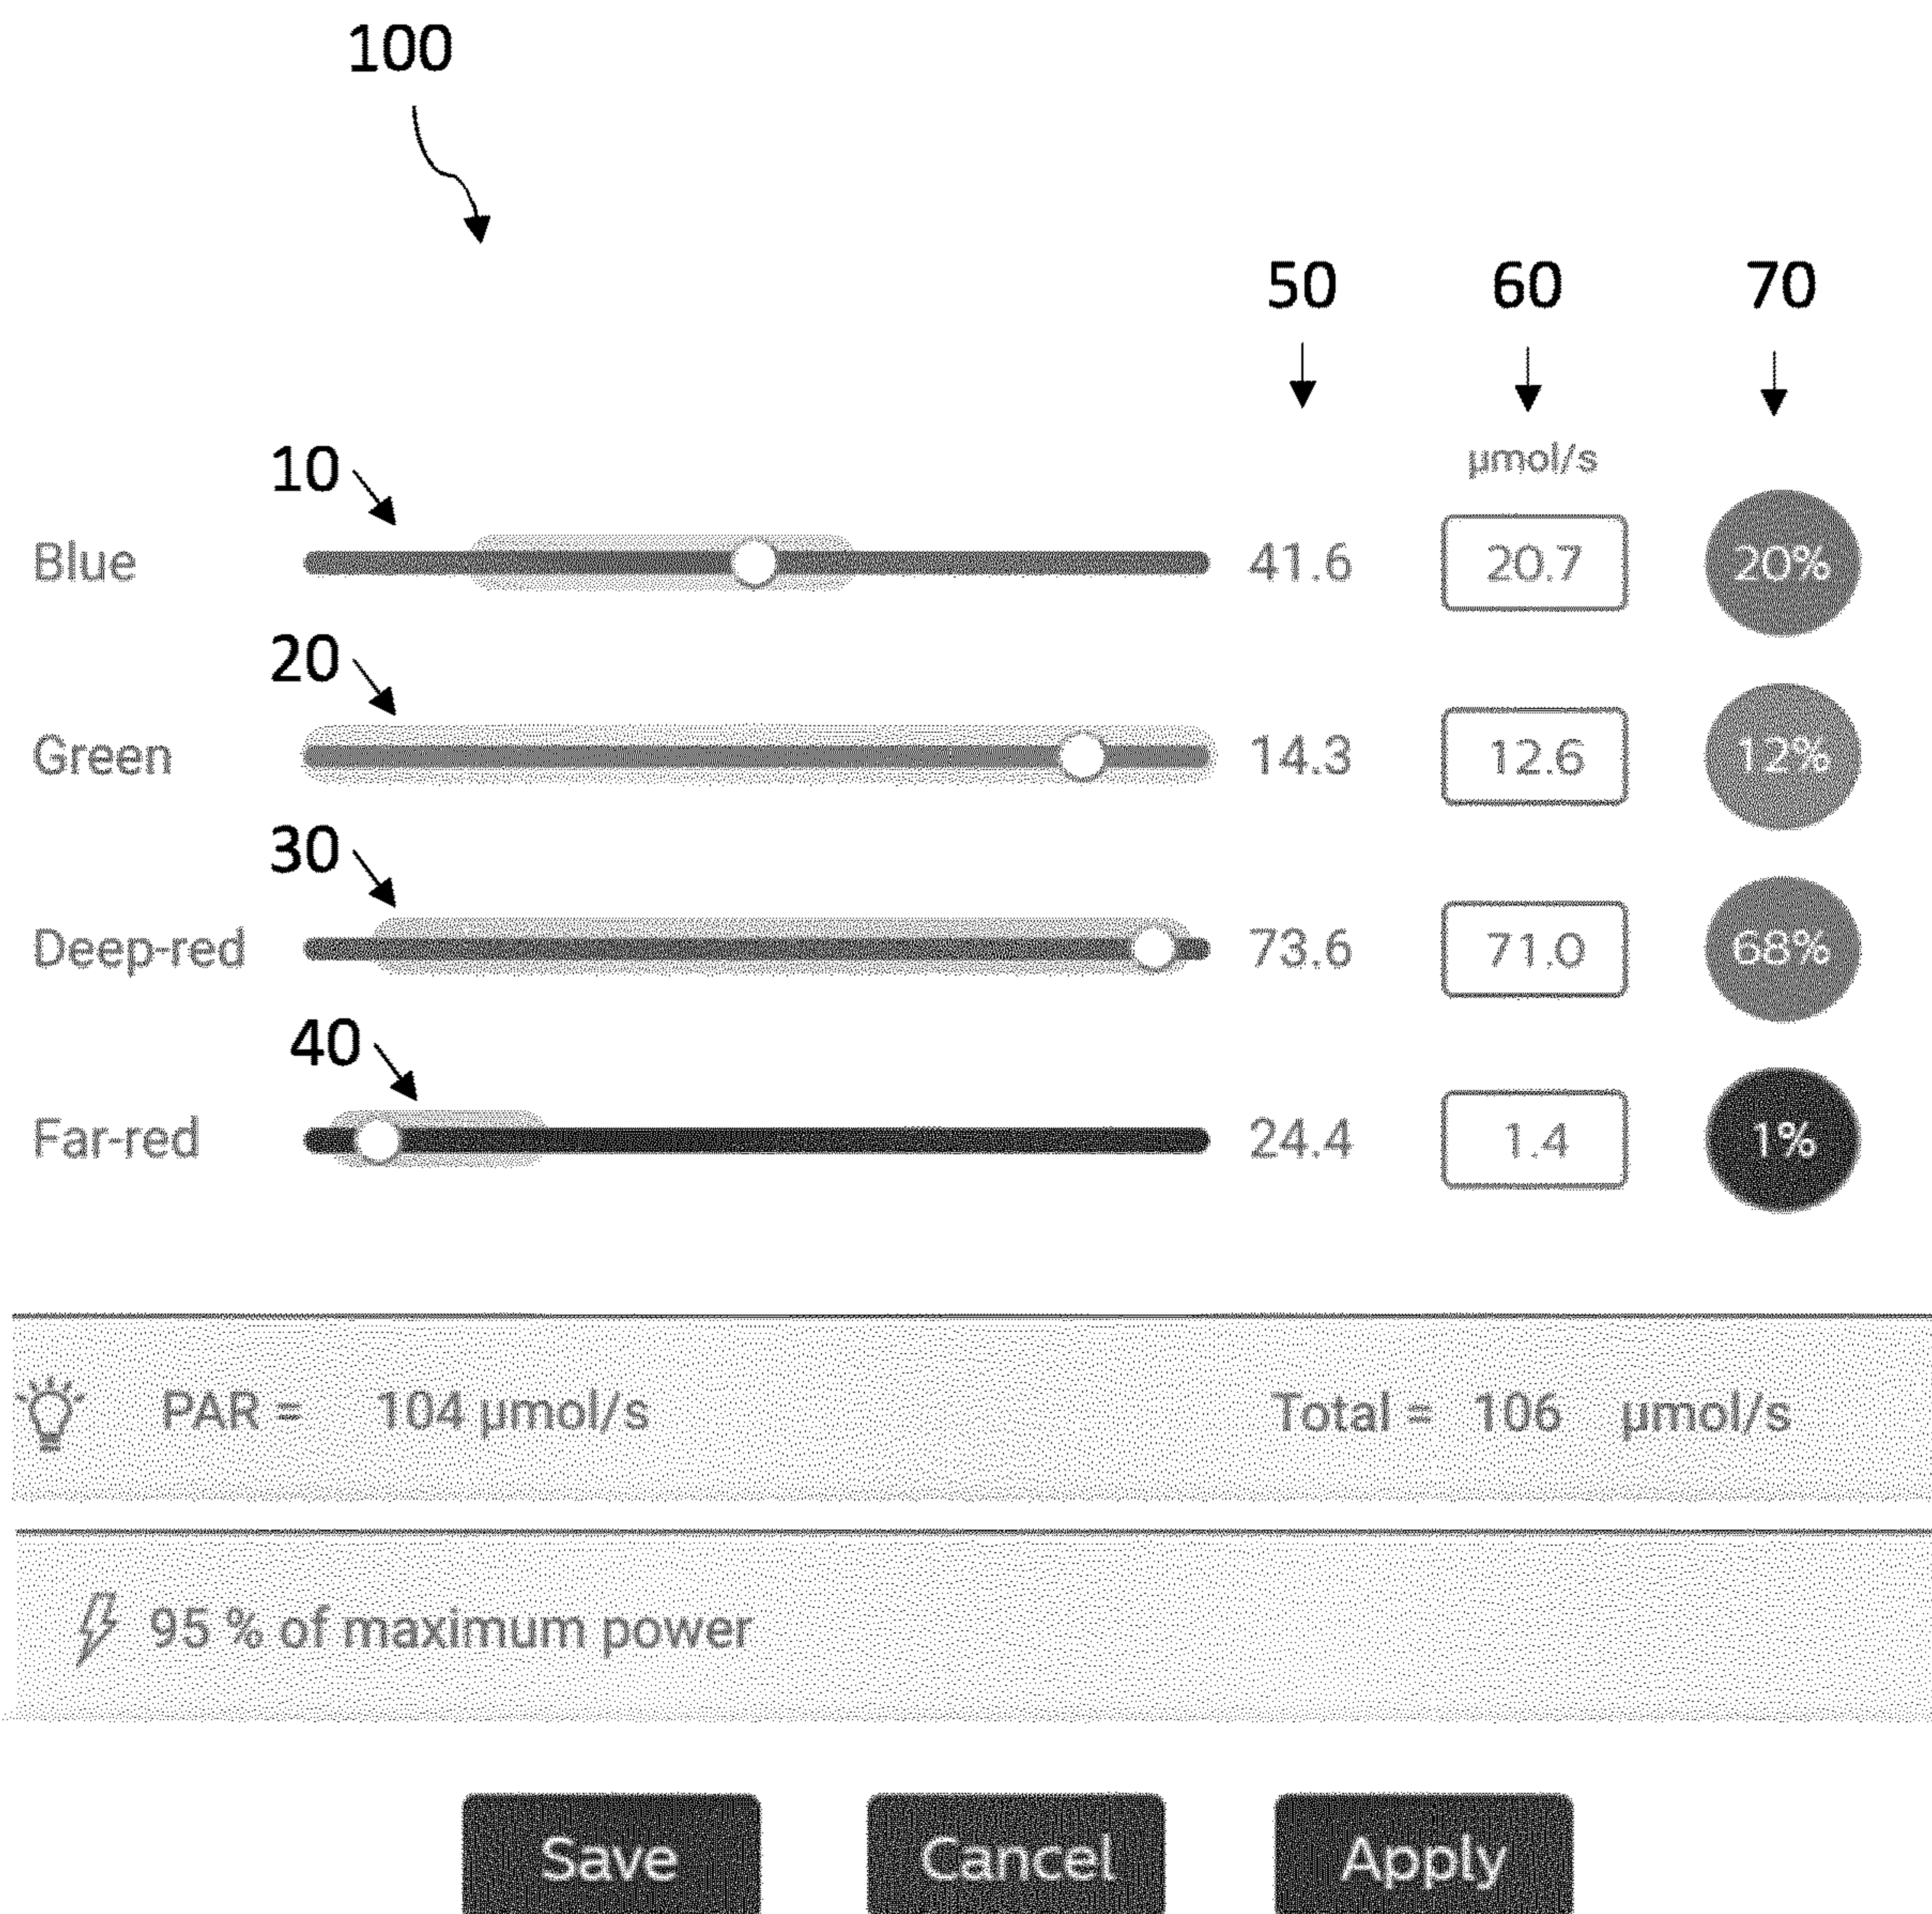 100
50 60 70
µmol/s
10
Blue 41.6 20.7 20%
20
Green 14.3 12.6 12%
30
Deep-red 73.6 71.0 68%
40
Far-red 24.4 1.4 1%
PAR = 104 µmol/s Total = 106 µmol/s
95 % of maximum power
Save Cancel Apply